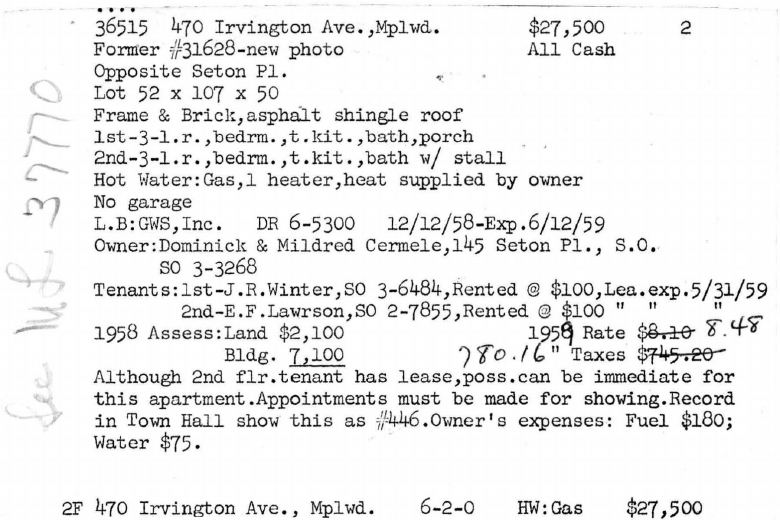 36515 470 Irvington Ave.,Mplwd. $27,500 2
Former #31628-new photo All Cash
Opposite Seton Pl.
Lot 52 x 107 x 50
Frame & Brick,asphalt shingle roof
1st-3-l.r.,bedrm.,t.kit.,bath,porch
2nd-3-l.r.,bedrm.,t.kit.,bath w/ stall
Hot Water:Gas,1 heater,heat supplied by owner
No garage
L.B:GWS,Inc. DR 6-5300 12/12/58-Exp.6/12/59
Owner:Dominick & Mildred Cermele,145 Seton Pl., S.O.
SO 3-3268
Tenants:1st-J.R.Winter,SO 3-6484,Rented @ $100,Lea.exp.5/31/59
2nd-E.F.Lawrson,SO 2-7855,Rented @ $100 " " "
1958 Assess:Land $2,100 1959 Rate $8.10 8.48
Bldg. 7,100 780.16 " Taxes $745.20
Although 2nd flr.tenant has lease,poss.can be immediate for
this apartment.Appointments must be made for showing.Record
in Town Hall show this as #446.Owner's expenses: Fuel $180;
Water $75.
2F 470 Irvington Ave., Mplwd. 6-2-0 HW:Gas $27,500
See ML 37770